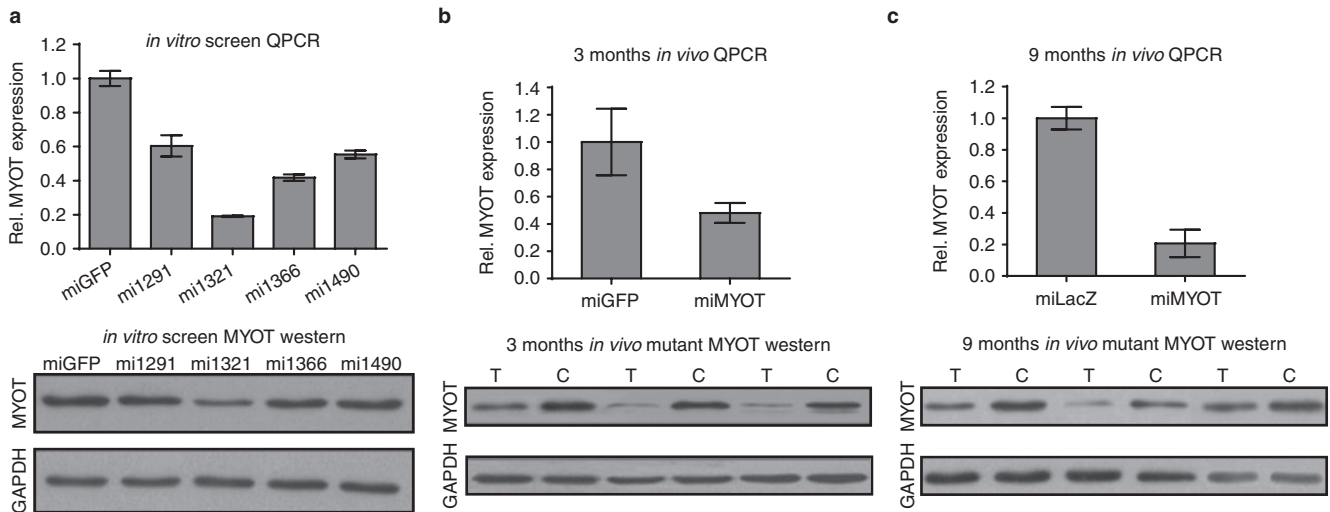 a
in vitro screen QPCR
Rel. MYOT expression
1.2
1.0
0.8
0.6
0.4
0.2
0.0
miGFP
mi1291
mi1321
mi1366
mi1490
in vitro screen MYOT western
miGFP mi1291 mi1321 mi1366 mi1490
MYOT
GAPDH
b
3 months in vivo QPCR
Rel. MYOT expression
1.4
1.2
1.0
0.8
0.6
0.4
0.2
0.0
miGFP miMYOT
3 months in vivo mutant MYOT western
T C T C T C
MYOT
GAPDH
c
9 months in vivo QPCR
Rel. MYOT expression
1.2
1.0
0.8
0.6
0.4
0.2
0.0
miLacZ miMYOT
9 months in vivo mutant MYOT western
T C T C T C
MYOT
GAPDH